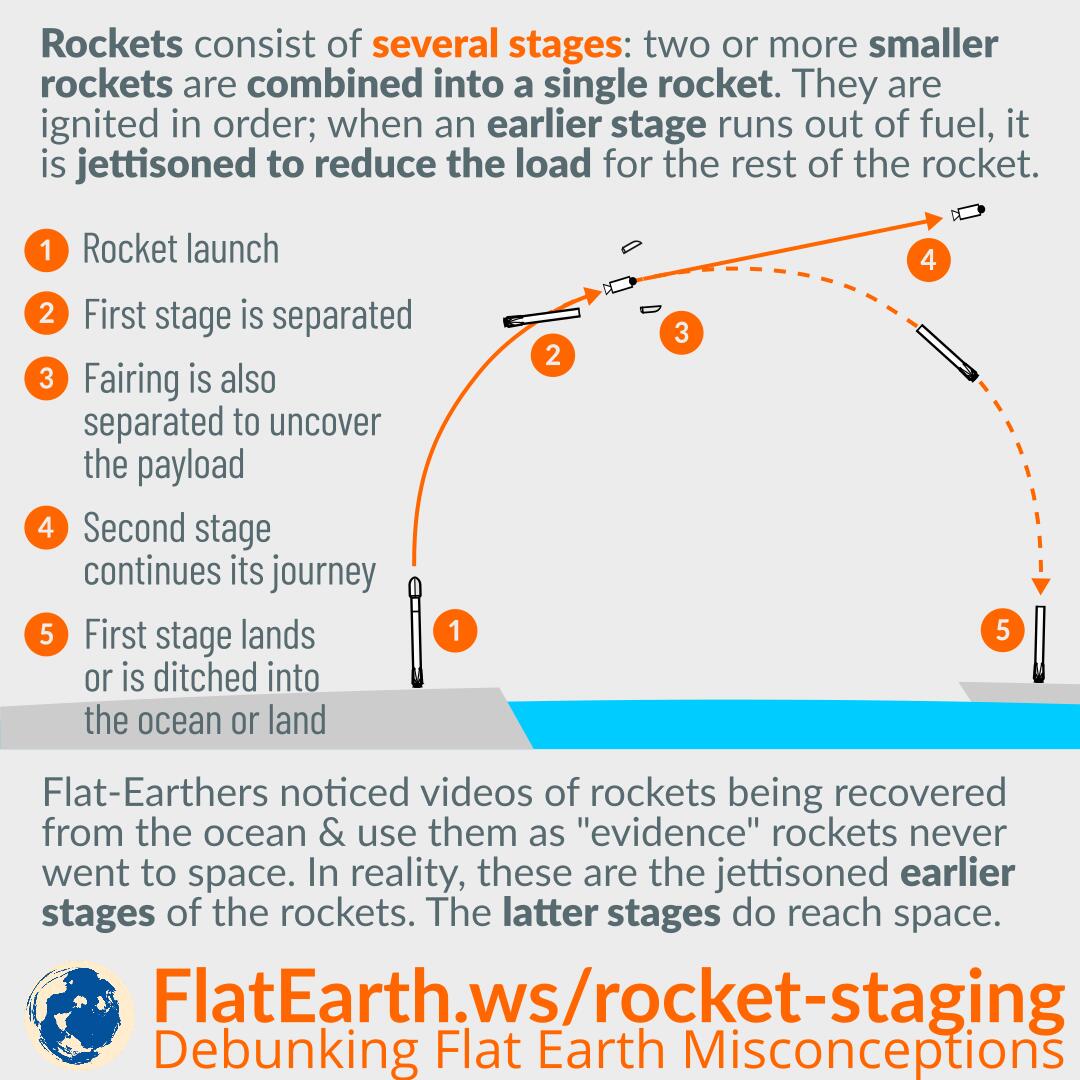 Rockets consist of several stages: two or more smaller
rockets are combined into a single rocket. They are
ignited in order; when an earlier stage runs out of fuel, it
is jettisoned to reduce the load for the rest of the rocket.
1 Rocket launch
2 First stage is separated
3 Fairing is also
separated to uncover
the payload
4 Second stage
continues its journey
5 First stage lands
or is ditched into
the ocean or land
4
3
2
1
5
Flat-Earthers noticed videos of rockets being recovered
from the ocean & use them as "evidence" rockets never
went to space. In reality, these are the jettisoned earlier
stages of the rockets. The latter stages do reach space.
FlatEarth.ws/rocket-staging
Debunking Flat Earth Misconceptions